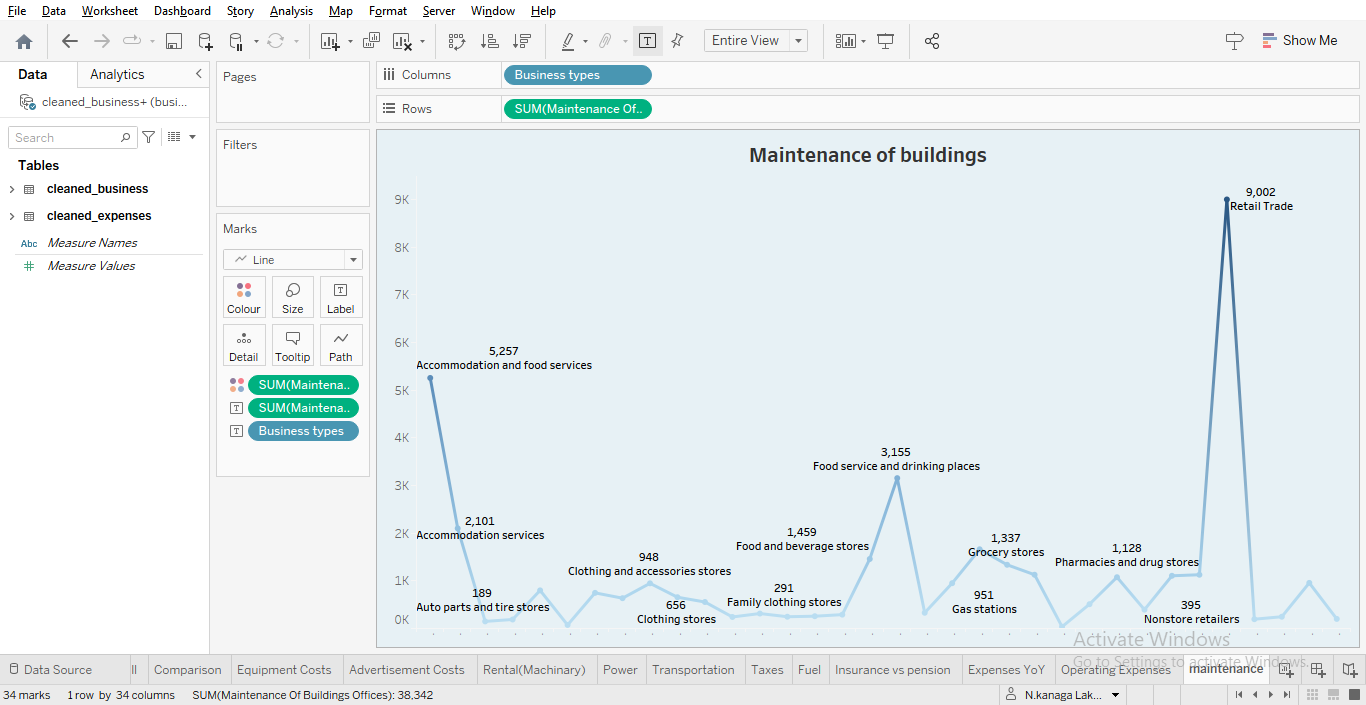 File Data Worksheet Dashboard Story Analysis Map Format Server Window Help
Entire View
Show Me
Data Analytics
cleaned_business+ (busi...
Search
Tables
cleaned_business
cleaned_expenses
Abc Measure Names
# Measure Values
Pages
Filters
Marks
Line
Colour Size Label
Detail Tooltip Path
SUM(Maintena..
SUM(Maintena..
Business types
Columns Business types
Rows SUM(Maintenance Of..
Maintenance of buildings
9K
8K
7K
6K
5K
4K
3K
2K
1K
0K
9,002
Retail Trade
5,257
Accommodation and food services
3,155
Food service and drinking places
2,101
Accommodation services
1,459
Food and beverage stores
1,337
Grocery stores
1,128
Pharmacies and drug stores
948
Clothing and accessories stores
189
Auto parts and tire stores
656
Clothing stores
291
Family clothing stores
951
Gas stations
395
Nonstore retailers
Activate Windows
Go to Settings to activate Windows.
Data Source ll Comparison Equipment Costs Advertisement Costs Rental(Machinary) Power Transportation Taxes Fuel Insurance vs pension Expenses YoY Operating Expenses maintenance
34 marks 1 row by 34 columns SUM(Maintenance Of Buildings Offices): 38,342 N.kanaga Lak...